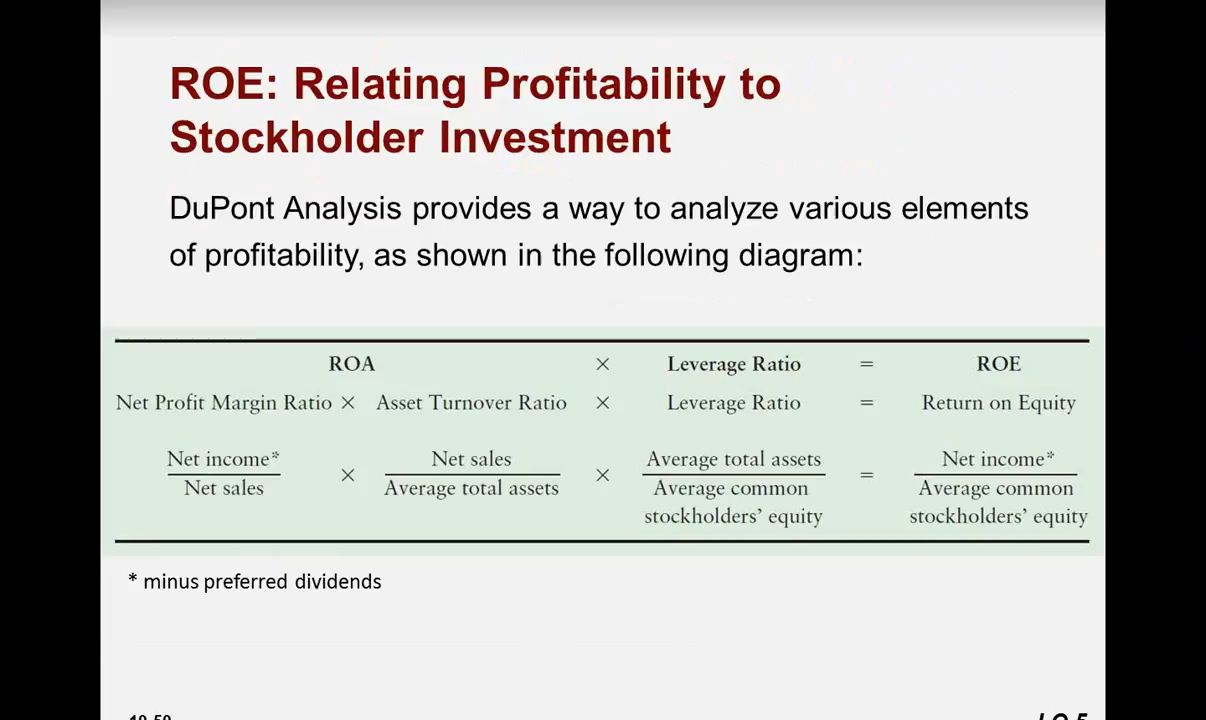 ROE: Relating Profitability to
Stockholder Investment
DuPont Analysis provides a way to analyze various elements
of profitability, as shown in the following diagram:
ROA × Leverage Ratio = ROE
Net Profit Margin Ratio × Asset Turnover Ratio × Leverage Ratio = Return on Equity
Net income* Net sales Average total assets Net income*
× × =
Net sales Average total assets Average common Average common
stockholders' equity stockholders' equity
* minus preferred dividends